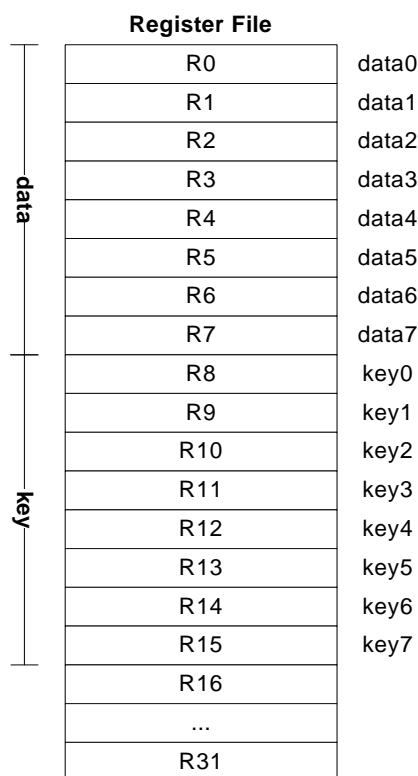 Register File
R0 data0
R1 data1
R2 data2
R3 data3
data
R4 data4
R5 data5
R6 data6
R7 data7
R8 key0
R9 key1
R10 key2
R11 key3
key
R12 key4
R13 key5
R14 key6
R15 key7
R16
...
R31